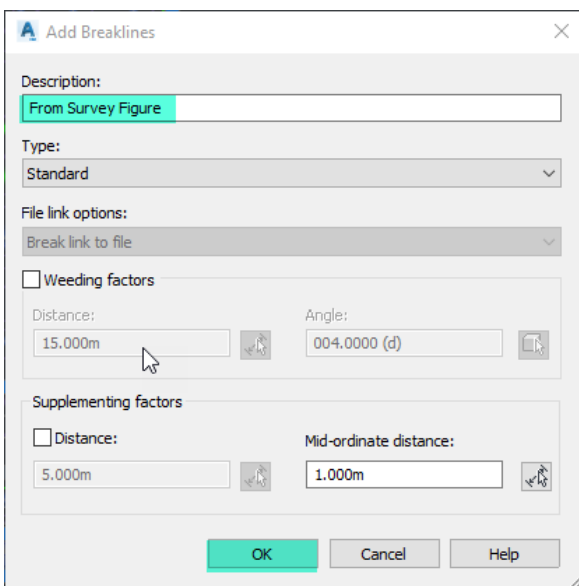 Add Breaklines
Description:
From Survey Figure
Type:
Standard
File link options:
Break link to file
Weeding factors
Distance: Angle:
15.000m 004.0000 (d)
Supplementing factors
Distance: Mid-ordinate distance:
5.000m 1.000m
OK Cancel Help